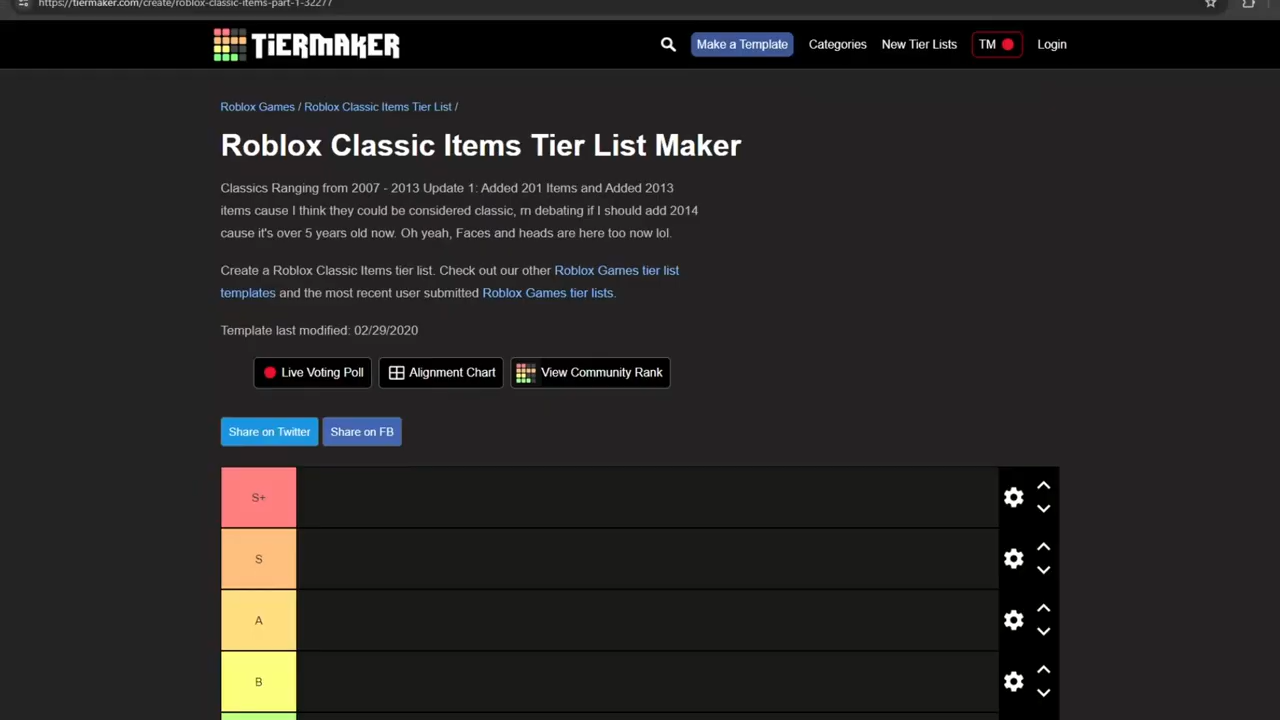 https://tiermaker.com/create/roblox-classic-items-part-1-32277
TiERMAKER
Make a Template
Categories
New Tier Lists
TM
Login
Roblox Games / Roblox Classic Items Tier List /
Roblox Classic Items Tier List Maker
Classics Ranging from 2007 - 2013 Update 1: Added 201 Items and Added 2013
items cause I think they could be considered classic, rn debating if I should add 2014
cause it's over 5 years old now. Oh yeah, Faces and heads are here too now lol.
Create a Roblox Classic Items tier list. Check out our other Roblox Games tier list
templates and the most recent user submitted Roblox Games tier lists.
Template last modified: 02/29/2020
Live Voting Poll
Alignment Chart
View Community Rank
Share on Twitter
Share on FB
S+
S
A
B